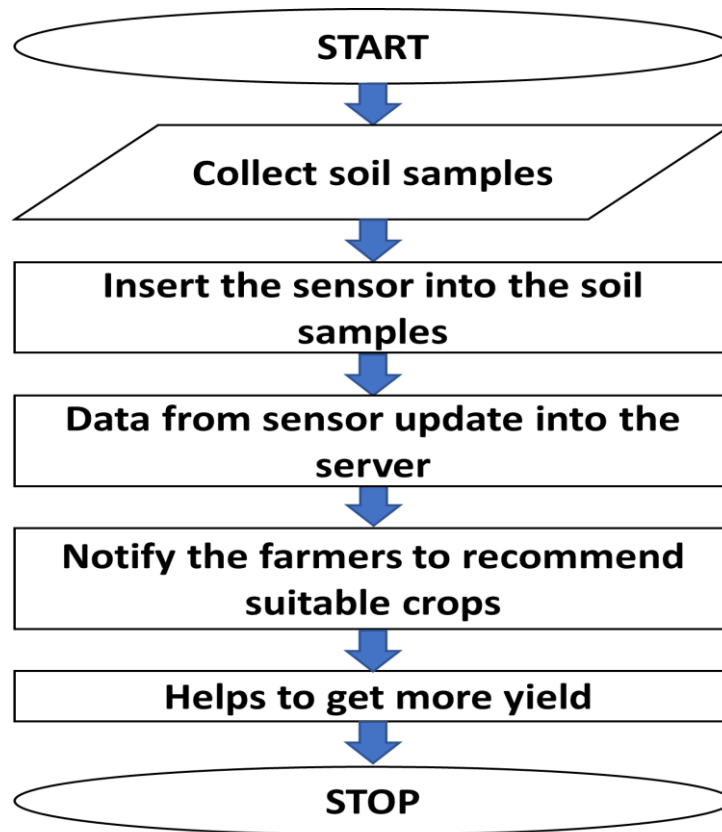 START
Collect soil samples
Insert the sensor into the soil
samples
Data from sensor update into the
server
Notify the farmers to recommend
suitable crops
Helps to get more yield
STOP